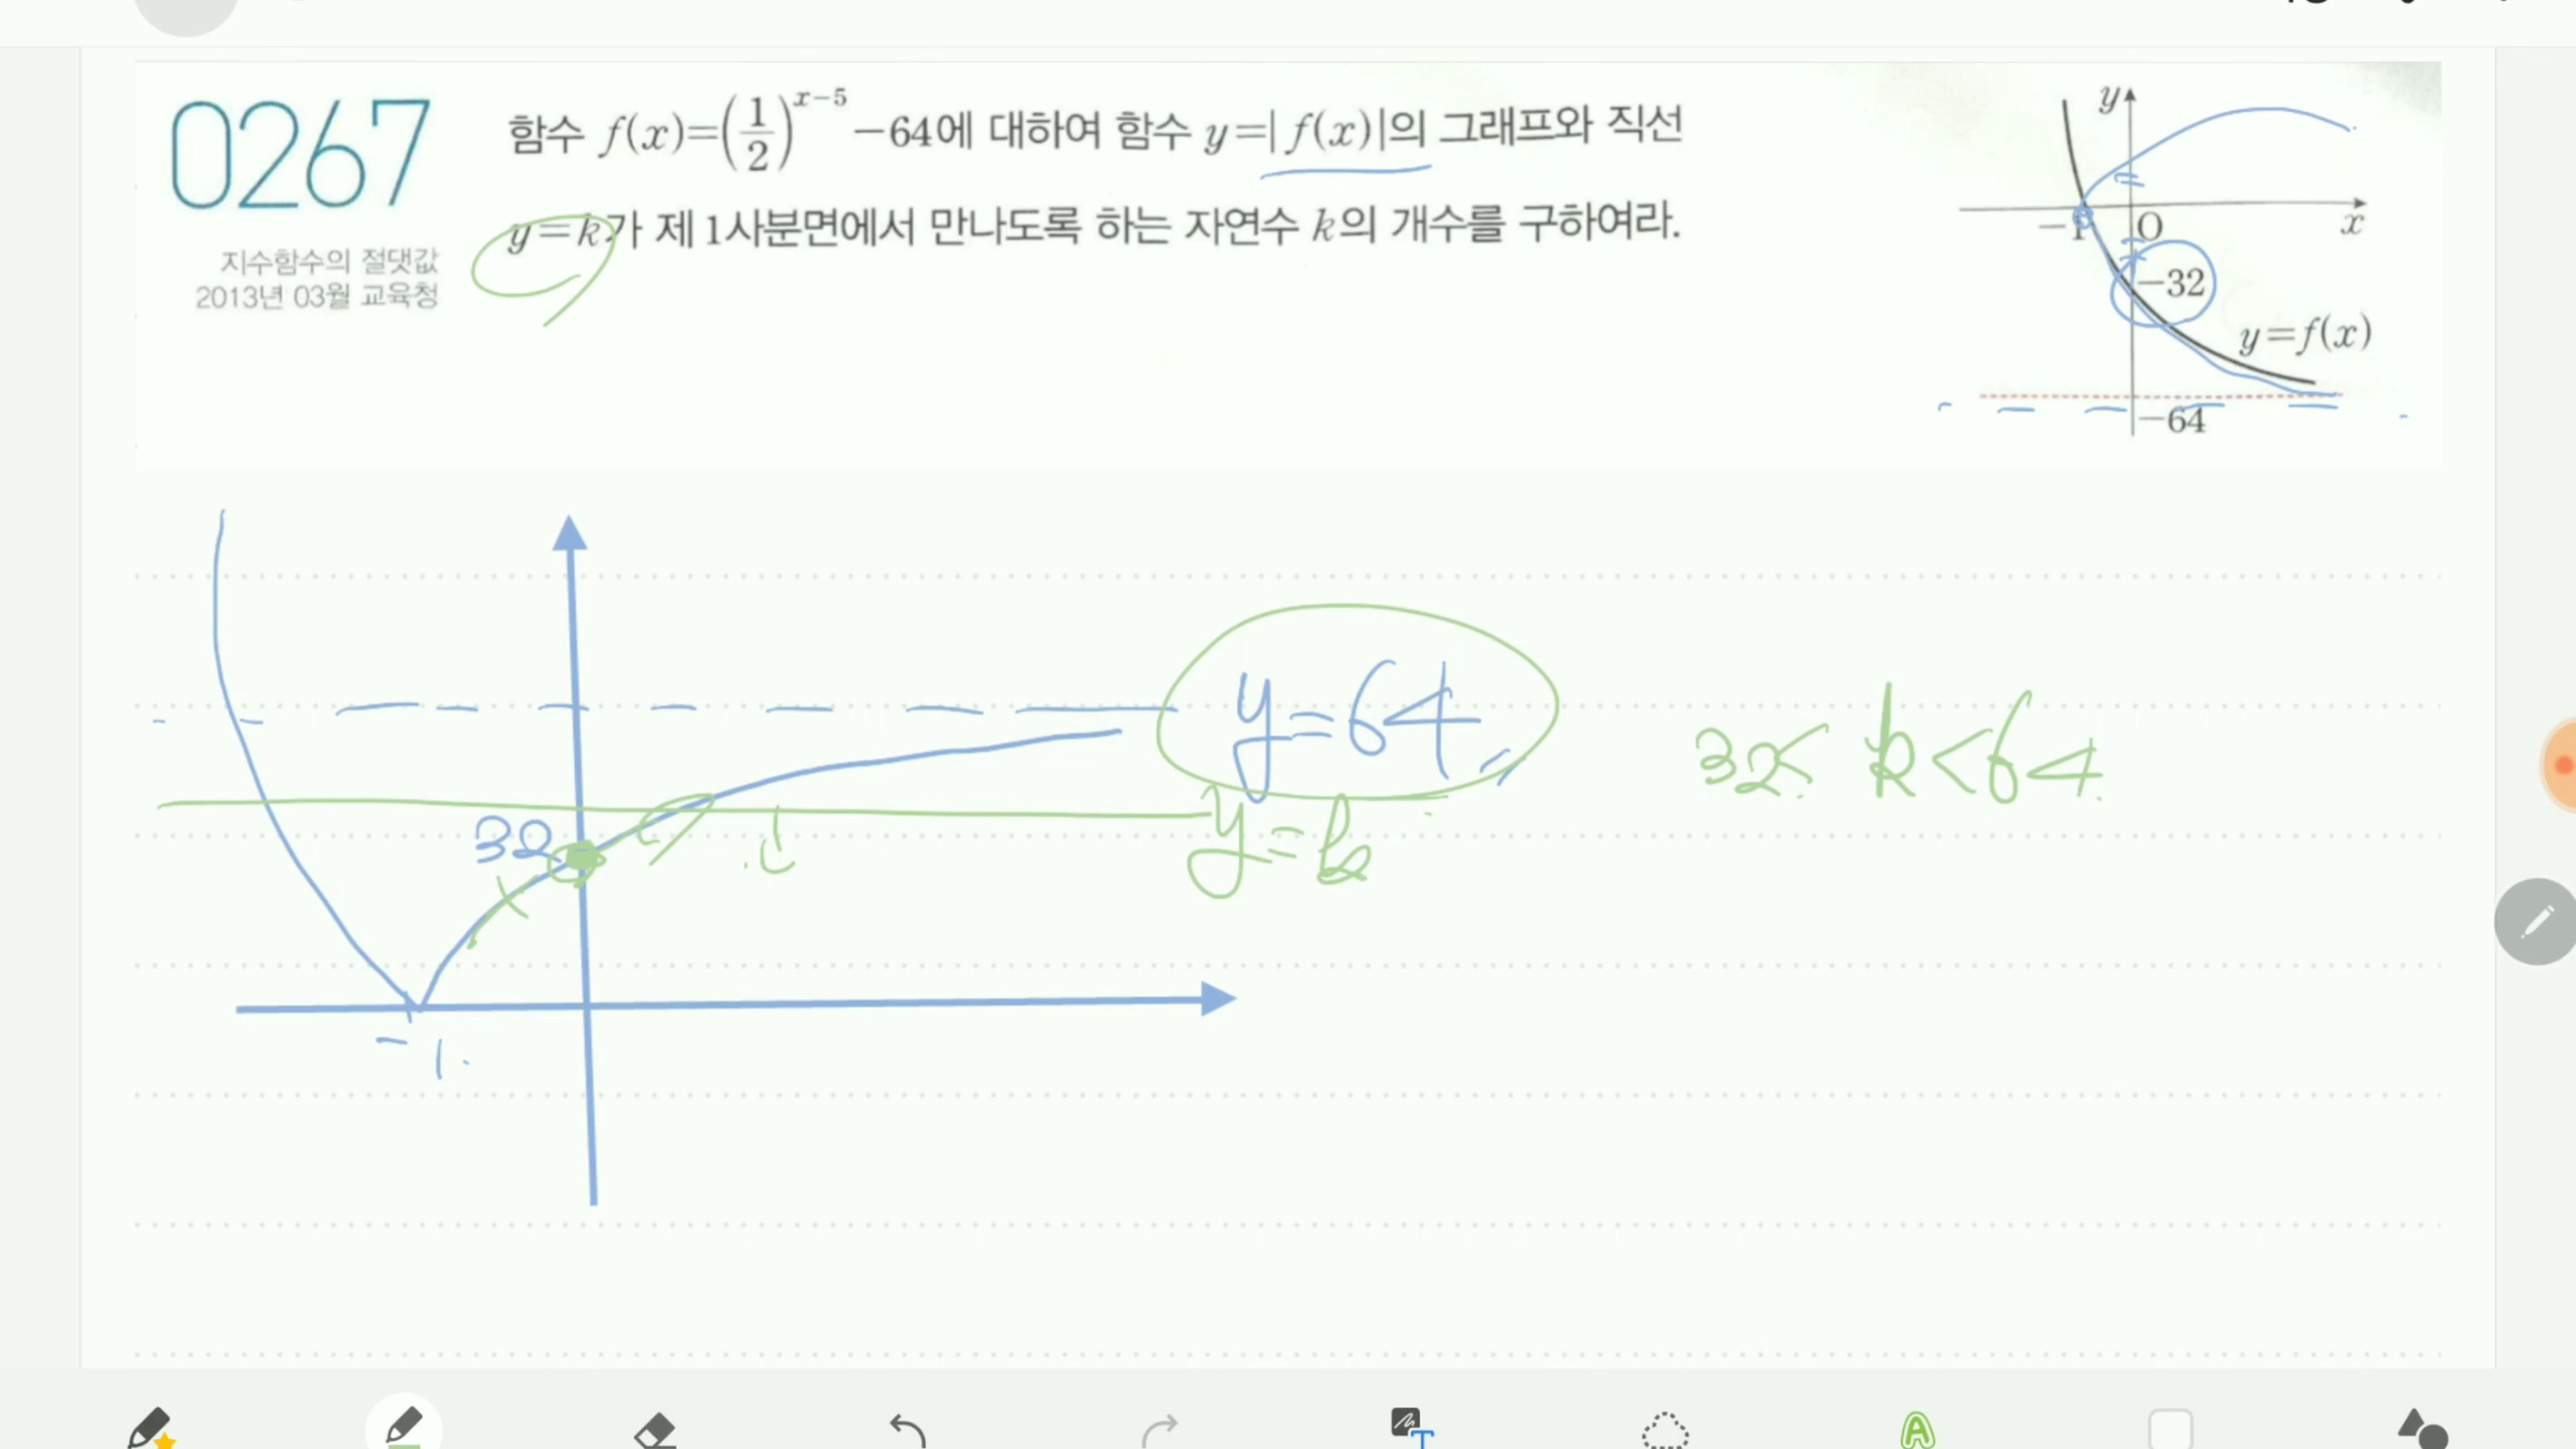 0267
지수함수의 절댓값
2013년 03월 교육청
함수 f(x)=(1/2)^{x-5}-64에 대하여 함수 y=|f(x)|의 그래프와 직선
y=k가 제 1사분면에서 만나도록 하는 자연수 k의 개수를 구하여라.
y
-1
O
x
-32
y=f(x)
-64
y=64
32<k<64
32
y=k
-1